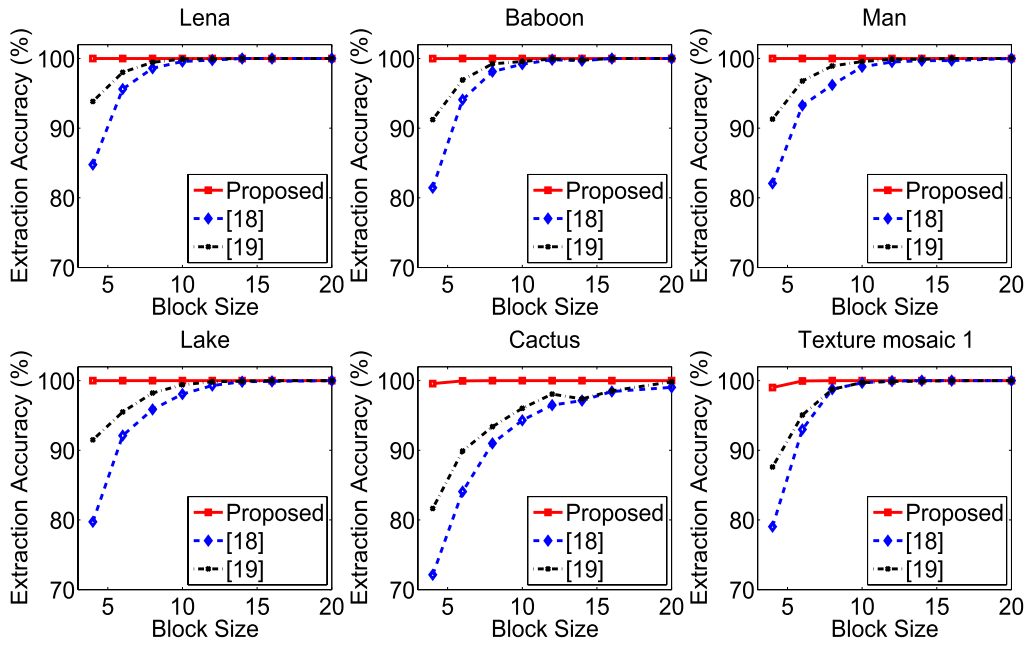 Lena
Extraction Accuracy (%)
100
90
80
70
5
10
15
20
Block Size
Proposed
[18]
[19]
Baboon
Extraction Accuracy (%)
100
90
80
70
5
10
15
20
Block Size
Proposed
[18]
[19]
Man
Extraction Accuracy (%)
100
90
80
70
5
10
15
20
Block Size
Proposed
[18]
[19]
Lake
Extraction Accuracy (%)
100
90
80
70
5
10
15
20
Block Size
Proposed
[18]
[19]
Cactus
Extraction Accuracy (%)
100
90
80
70
5
10
15
20
Block Size
Proposed
[18]
[19]
Texture mosaic 1
Extraction Accuracy (%)
100
90
80
70
5
10
15
20
Block Size
Proposed
[18]
[19]